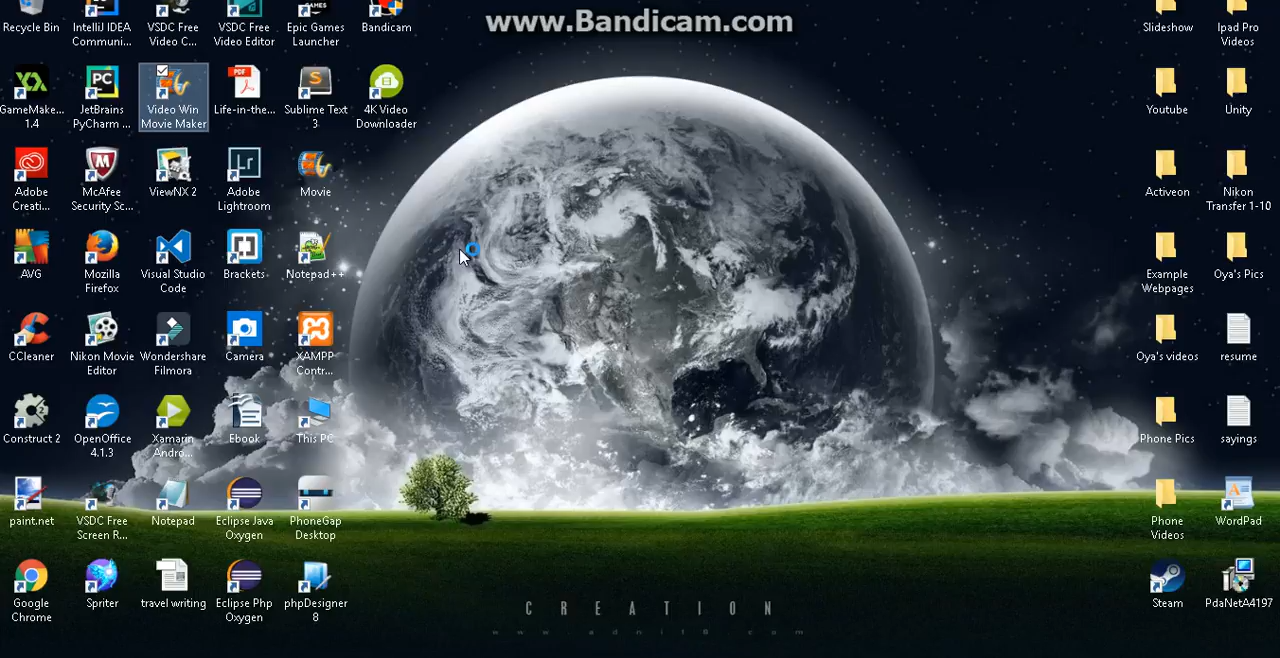 www.Bandicam.com
Recycle Bin
IntelliJ IDEA
Communi...
VSDC Free
Video C...
VSDC Free
Video Editor
Epic Games
Launcher
Bandicam
Slideshow
Ipad Pro
Videos
GameMake...
1.4
JetBrains
PyCharm ...
Video Win
Movie Maker
Life-in-the...
Sublime Text
3
4K Video
Downloader
Youtube
Unity
Adobe
Creati...
McAfee
Security Sc...
ViewNX 2
Adobe
Lightroom
Movie
Activeon
Nikon
Transfer 1-10
AVG
Mozilla
Firefox
Visual Studio
Code
Brackets
Notepad++
Example
Webpages
Oya's Pics
CCleaner
Nikon Movie
Editor
Wondershare
Filmora
Camera
XAMPP
Contr...
Oya's videos
resume
Construct 2
OpenOffice
4.1.3
Xamarin
Andro...
Ebook
This PC
Phone Pics
sayings
paint.net
VSDC Free
Screen R...
Notepad
Eclipse Java
Oxygen
PhoneGap
Desktop
Phone
Videos
WordPad
Google
Chrome
Spriter
travel writing
Eclipse Php
Oxygen
phpDesigner
8
Steam
PdaNetA4197
CREATION